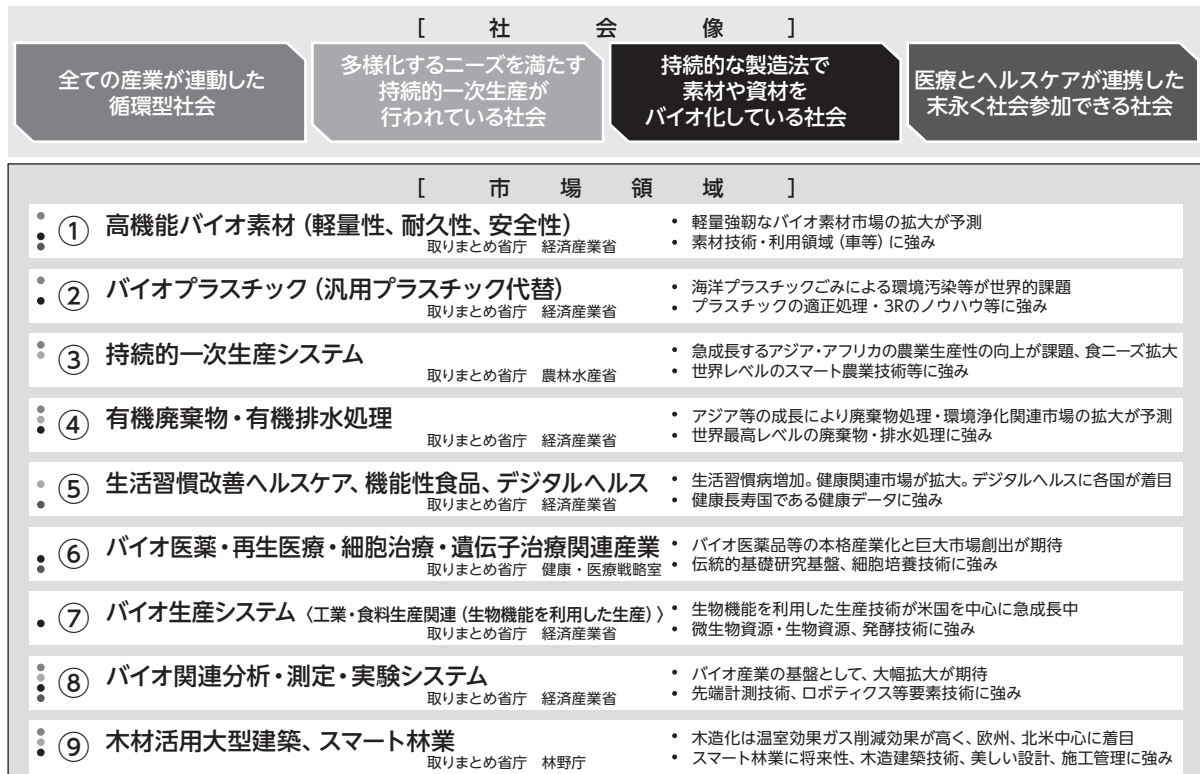 [ 社 会 像 ]
全ての産業が連動した
循環型社会
多様化するニーズを満たす
持続的一次生産が
行われている社会
持続的な製造法で
素材や資材を
バイオ化している社会
医療とヘルスケアが連携した
末永く社会参加できる社会
[ 市 場 領 域 ]
① 高機能バイオ素材（軽量性、耐久性、安全性）
取りまとめ省庁 経済産業省
• 軽量強靭なバイオ素材市場の拡大が予測
• 素材技術・利用領域（車等）に強み
② バイオプラスチック（汎用プラスチック代替）
取りまとめ省庁 経済産業省
• 海洋プラスチックごみによる環境汚染等が世界的課題
• プラスチックの適正処理・3Rのノウハウ等に強み
③ 持続的一次生産システム
取りまとめ省庁 農林水産省
• 急成長するアジア・アフリカの農業生産性の向上が課題、食ニーズ拡大
• 世界レベルのスマート農業技術等に強み
④ 有機廃棄物・有機排水処理
取りまとめ省庁 経済産業省
• アジア等の成長により廃棄物処理・環境浄化関連市場の拡大が予測
• 世界最高レベルの廃棄物・排水処理に強み
⑤ 生活習慣改善ヘルスケア、機能性食品、デジタルヘルス
取りまとめ省庁 経済産業省
• 生活習慣病増加。健康関連市場が拡大。デジタルヘルスに各国が着目
• 健康長寿国である健康データに強み
⑥ バイオ医薬・再生医療・細胞治療・遺伝子治療関連産業
取りまとめ省庁 健康・医療戦略室
• バイオ医薬品等の本格産業化と巨大市場創出が期待
• 伝統的基礎研究基盤、細胞培養技術に強み
⑦ バイオ生産システム〈工業・食料生産関連（生物機能を利用した生産）〉
取りまとめ省庁 経済産業省
• 生物機能を利用した生産技術が米国を中心に急成長中
• 微生物資源・生物資源、発酵技術に強み
⑧ バイオ関連分析・測定・実験システム
取りまとめ省庁 経済産業省
• バイオ産業の基盤として、大幅拡大が期待
• 先端計測技術、ロボティクス等要素技術に強み
⑨ 木材活用大型建築、スマート林業
取りまとめ省庁 林野庁
• 木造化は温室効果ガス削減効果が高く、欧州、北米中心に着目
• スマート林業に将来性、木造建築技術、美しい設計、施工管理に強み